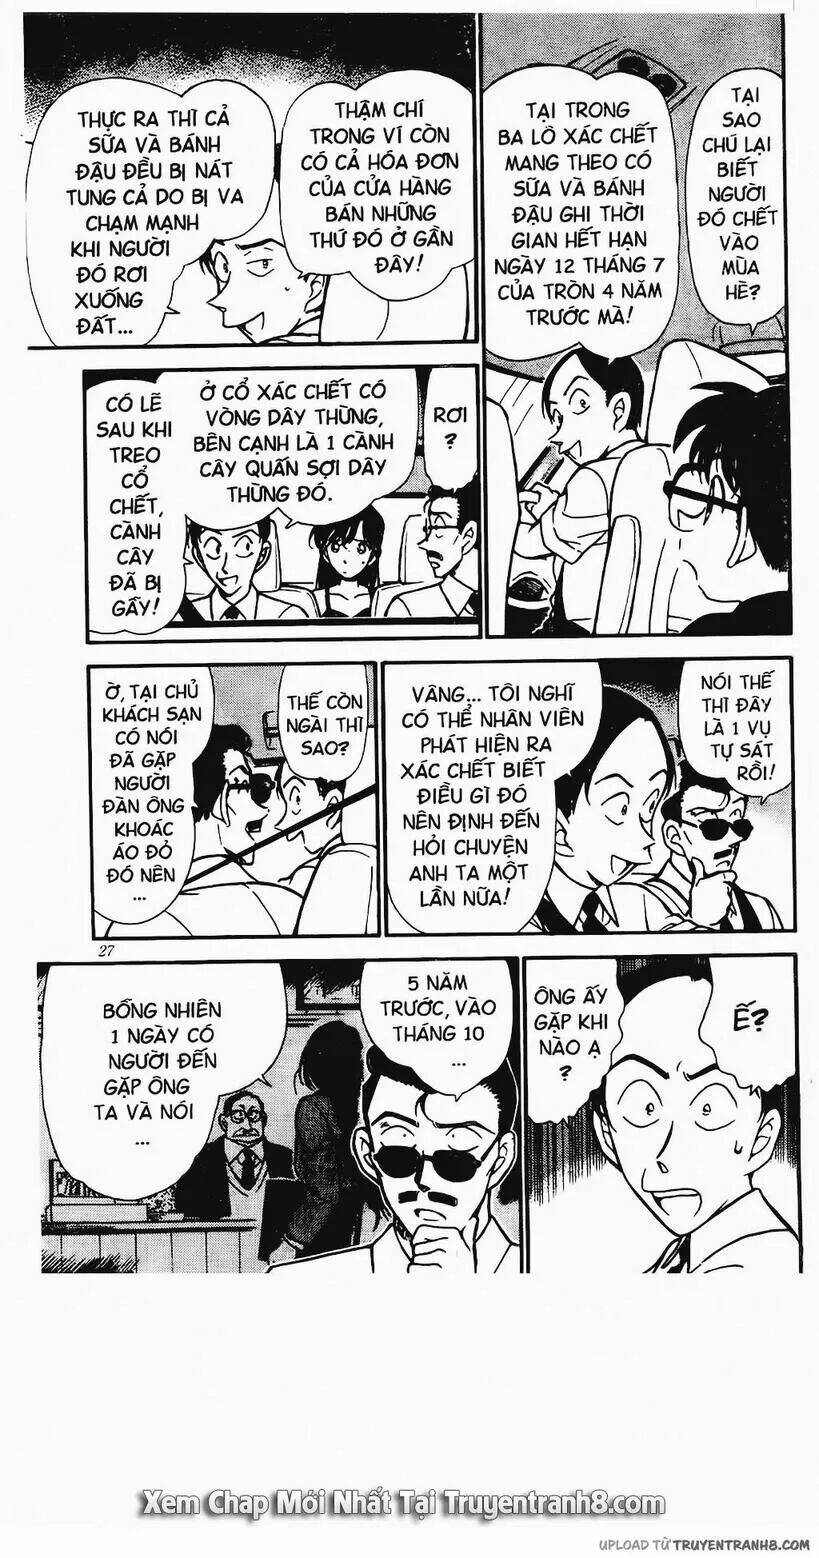 TẠI
SAO
CHÚ LẠI
BIẾT
NGƯỜI
ĐÓ CHẾT
VÀO
MÙA
HÈ?
TẠI TRONG
BA LÔ XÁC CHẾT
MANG THEO CÓ
SỮA VÀ BÁNH
ĐẬU GHI THỜI
GIAN HẾT HẠN
NGÀY 12 THÁNG 7
CỦA TRÒN 4 NĂM
TRƯỚC MÀ!
THẬM CHÍ
TRONG VÍ CÒN
CÓ CẢ HÓA ĐƠN
CỦA CỬA HÀNG
BÁN NHỮNG
THỨ ĐÓ Ở GẦN
ĐÂY!
THỰC RA THÌ CẢ
SỮA VÀ BÁNH
ĐẬU ĐỀU BỊ NÁT
TUNG CẢ DO BỊ VA
CHẠM MẠNH
KHI NGƯỜI
ĐÓ RƠI
XUỐNG
ĐẤT...
RƠI
?
Ở CỔ XÁC CHẾT CÓ
VÒNG DÂY THỪNG,
BÊN CẠNH LÀ 1 CÀNH
CÂY QUẤN SỢI DÂY
THỪNG ĐÓ.
CÓ LẼ
SAU KHI
TREO
CỔ
CHẾT,
CÀNH
CÂY
ĐÃ BỊ
GẪY!
NÓI THẾ
THÌ ĐÂY
LÀ 1 VỤ
TỰ SÁT
RỒI!
VÂNG... TÔI NGHĨ
CÓ THỂ NHÂN VIÊN
PHÁT HIỆN RA
XÁC CHẾT BIẾT
ĐIỀU GÌ ĐÓ
NÊN ĐỊNH ĐẾN
HỎI CHUYỆN
ANH TA MỘT
LẦN NỮA!
THẾ CÒN
NGÀI THÌ
SAO?
Ờ, TẠI CHỦ
KHÁCH SẠN
CÓ NÓI
ĐÃ GẶP
NGƯỜI
ĐÀN ÔNG
KHOÁC
ÁO ĐỎ
ĐÓ NÊN
...
27
Ế?
ÔNG ẤY
GẶP KHI
NÀO Ạ
?
5 NĂM
TRƯỚC, VÀO
THÁNG 10
...
BỔNG NHIÊN
1 NGÀY CÓ
NGƯỜI ĐẾN
GẶP ÔNG
TA VÀ NÓI
...
Xem Chap Mới Nhất Tại Truyentranh8.com
UPLOAD TỪ TRUYENTRANH8.COM